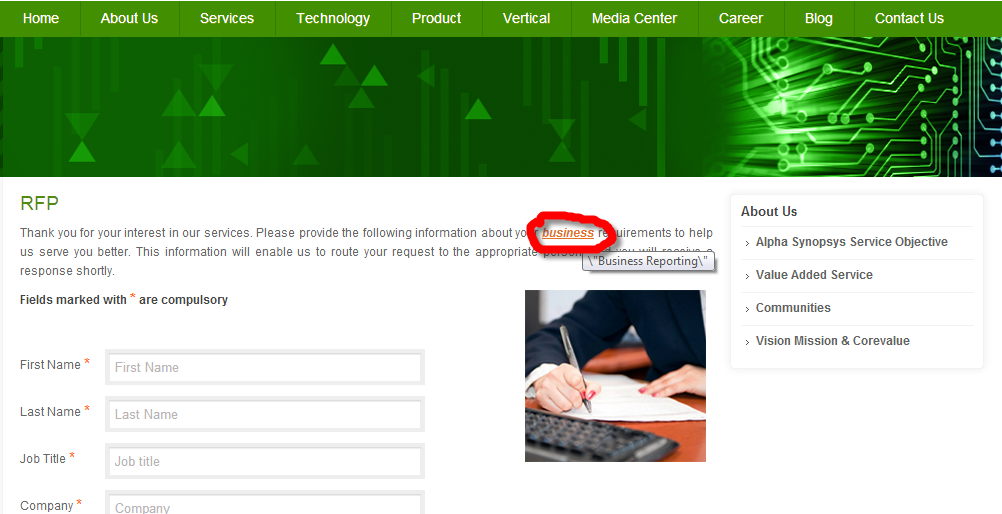 Home About Us Services Technology Product Vertical Media Center Career Blog Contact Us
RFP
Thank you for your interest in our services. Please provide the following information about your business requirements to help
us serve you better. This information will enable us to route your request to the appropriate person and you will receive a
response shortly.
\"Business Reporting\"
Fields marked with * are compulsory
First Name * First Name
Last Name * Last Name
Job Title * Job title
Company * Company
About Us
Alpha Synopsys Service Objective
Value Added Service
Communities
Vision Mission & Corevalue